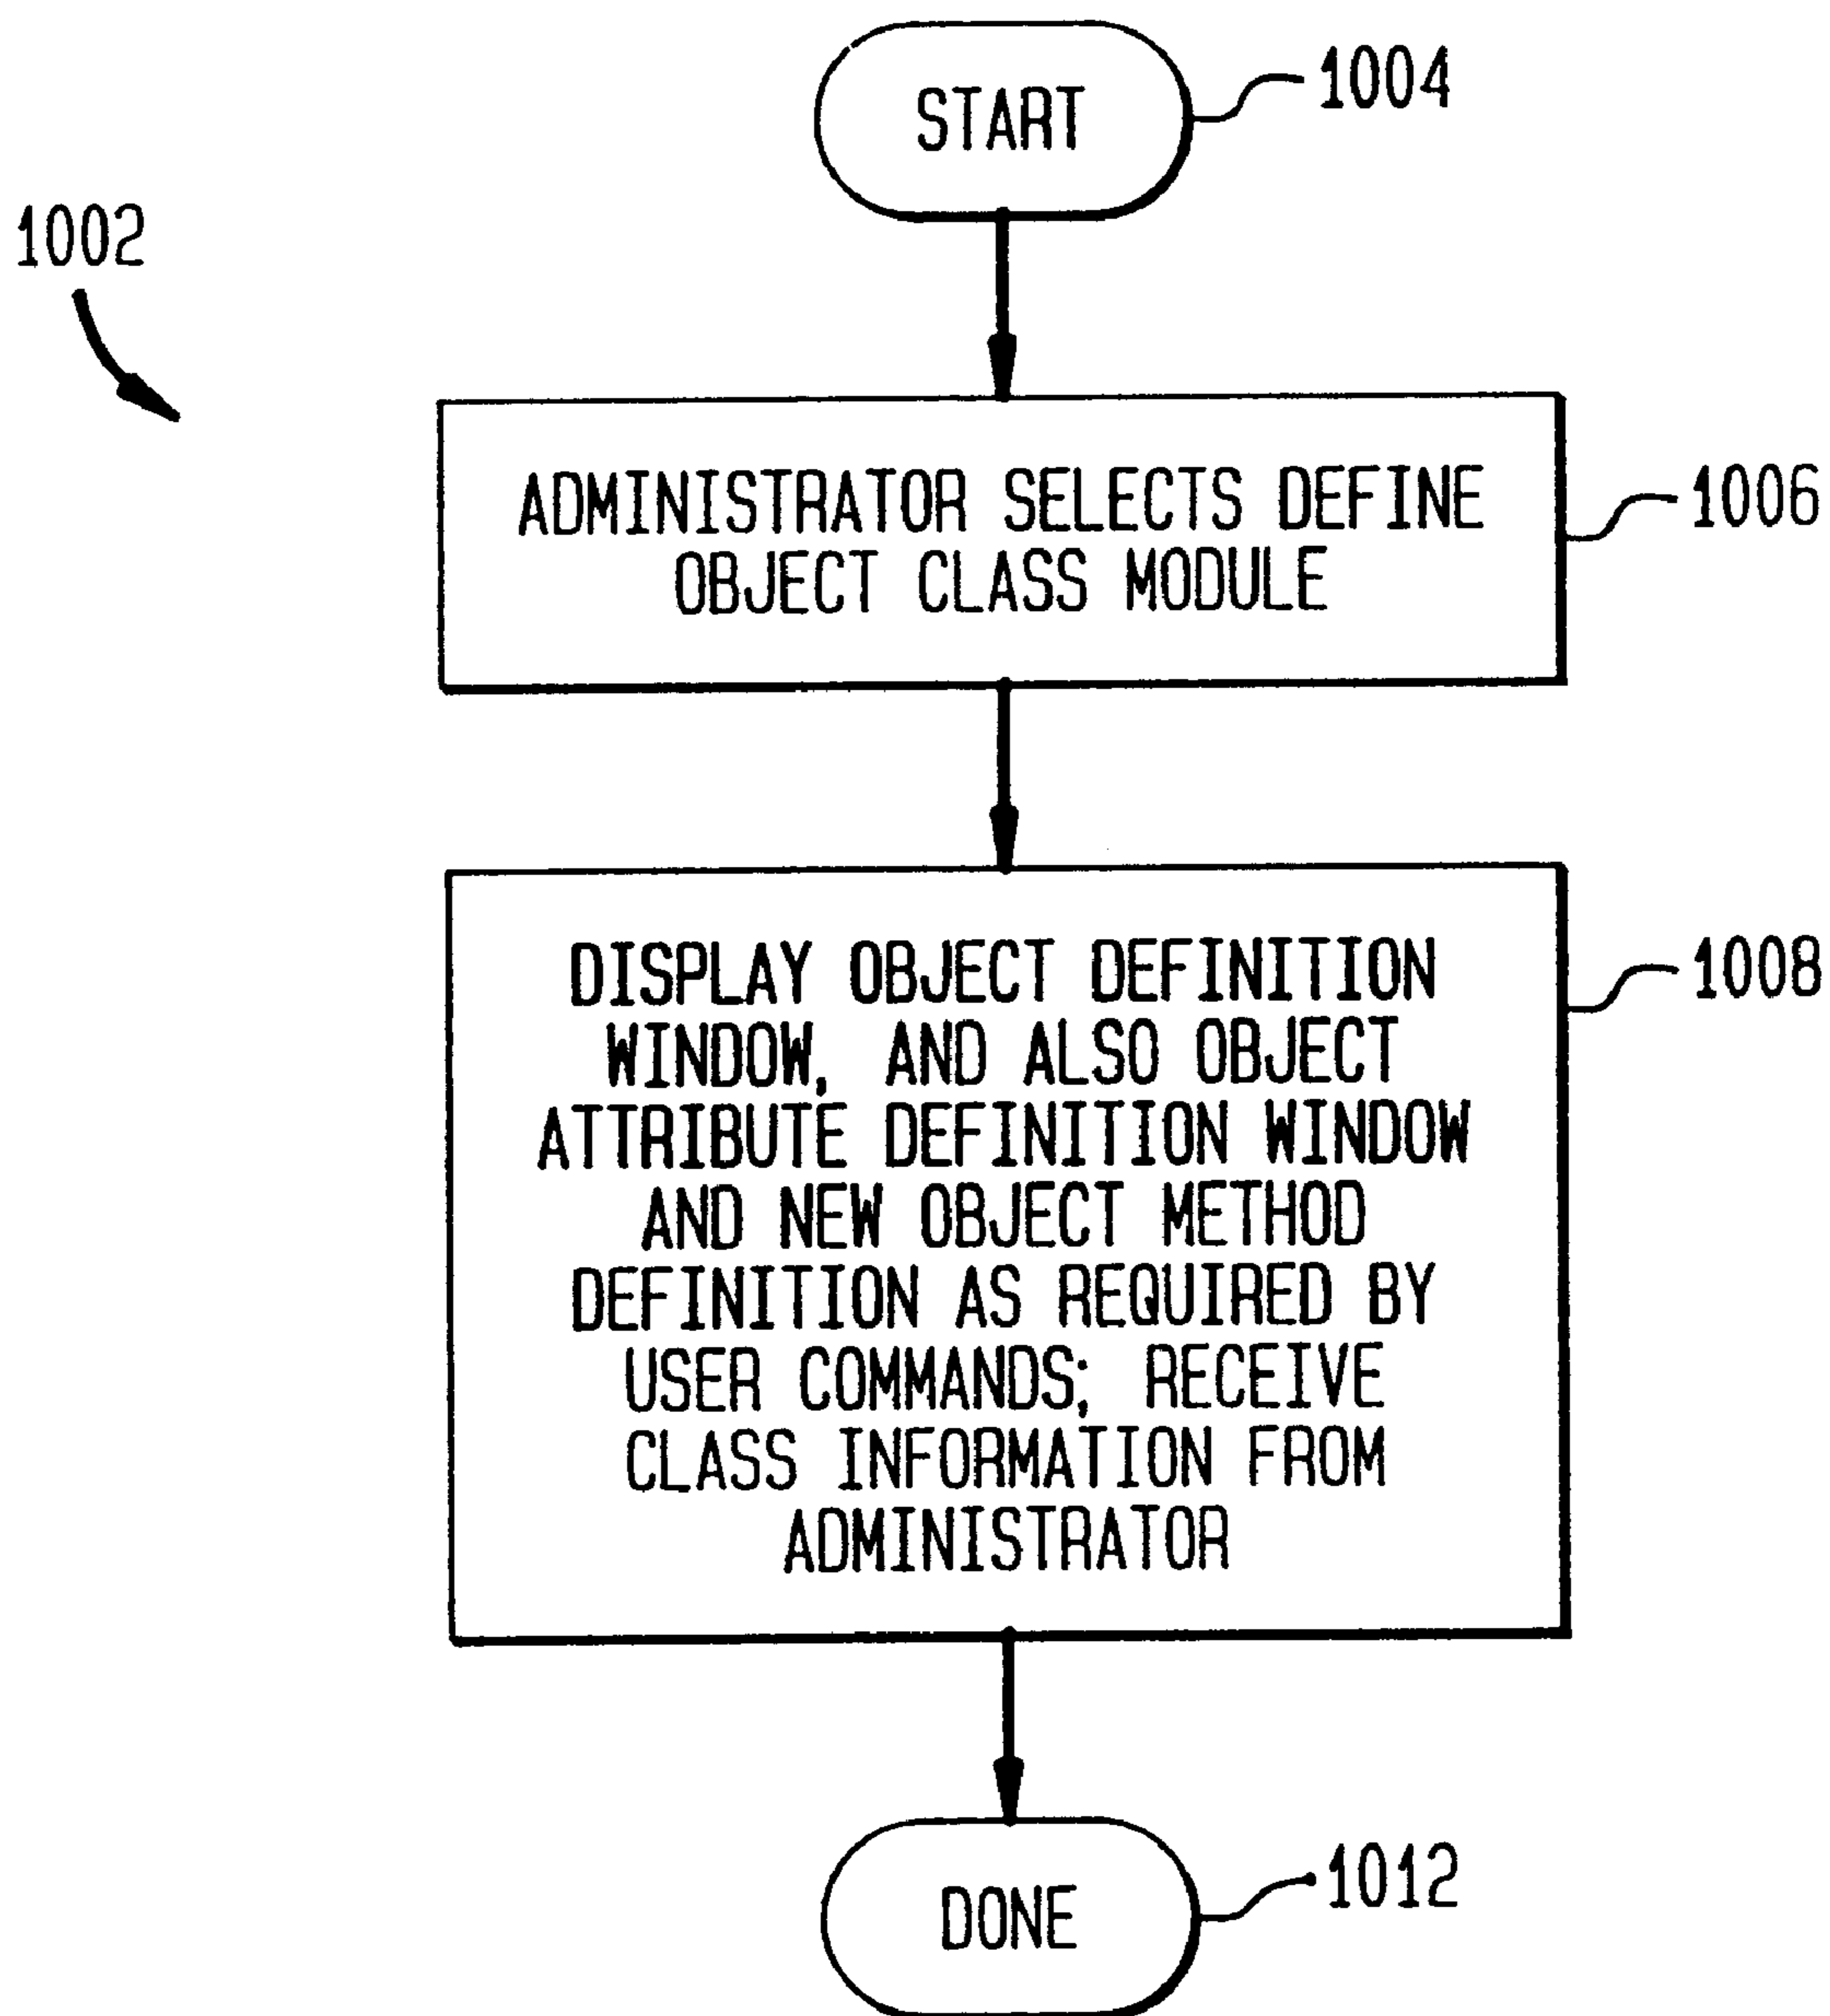 START
1004
1002
ADMINISTRATOR SELECTS DEFINE
OBJECT CLASS MODULE
1006
DISPLAY OBJECT DEFINITION
WINDOW, AND ALSO OBJECT
ATTRIBUTE DEFINITION WINDOW
AND NEW OBJECT METHOD
DEFINITION AS REQUIRED BY
USER COMMANDS; RECEIVE
CLASS INFORMATION FROM
ADMINISTRATOR
1008
DONE
1012